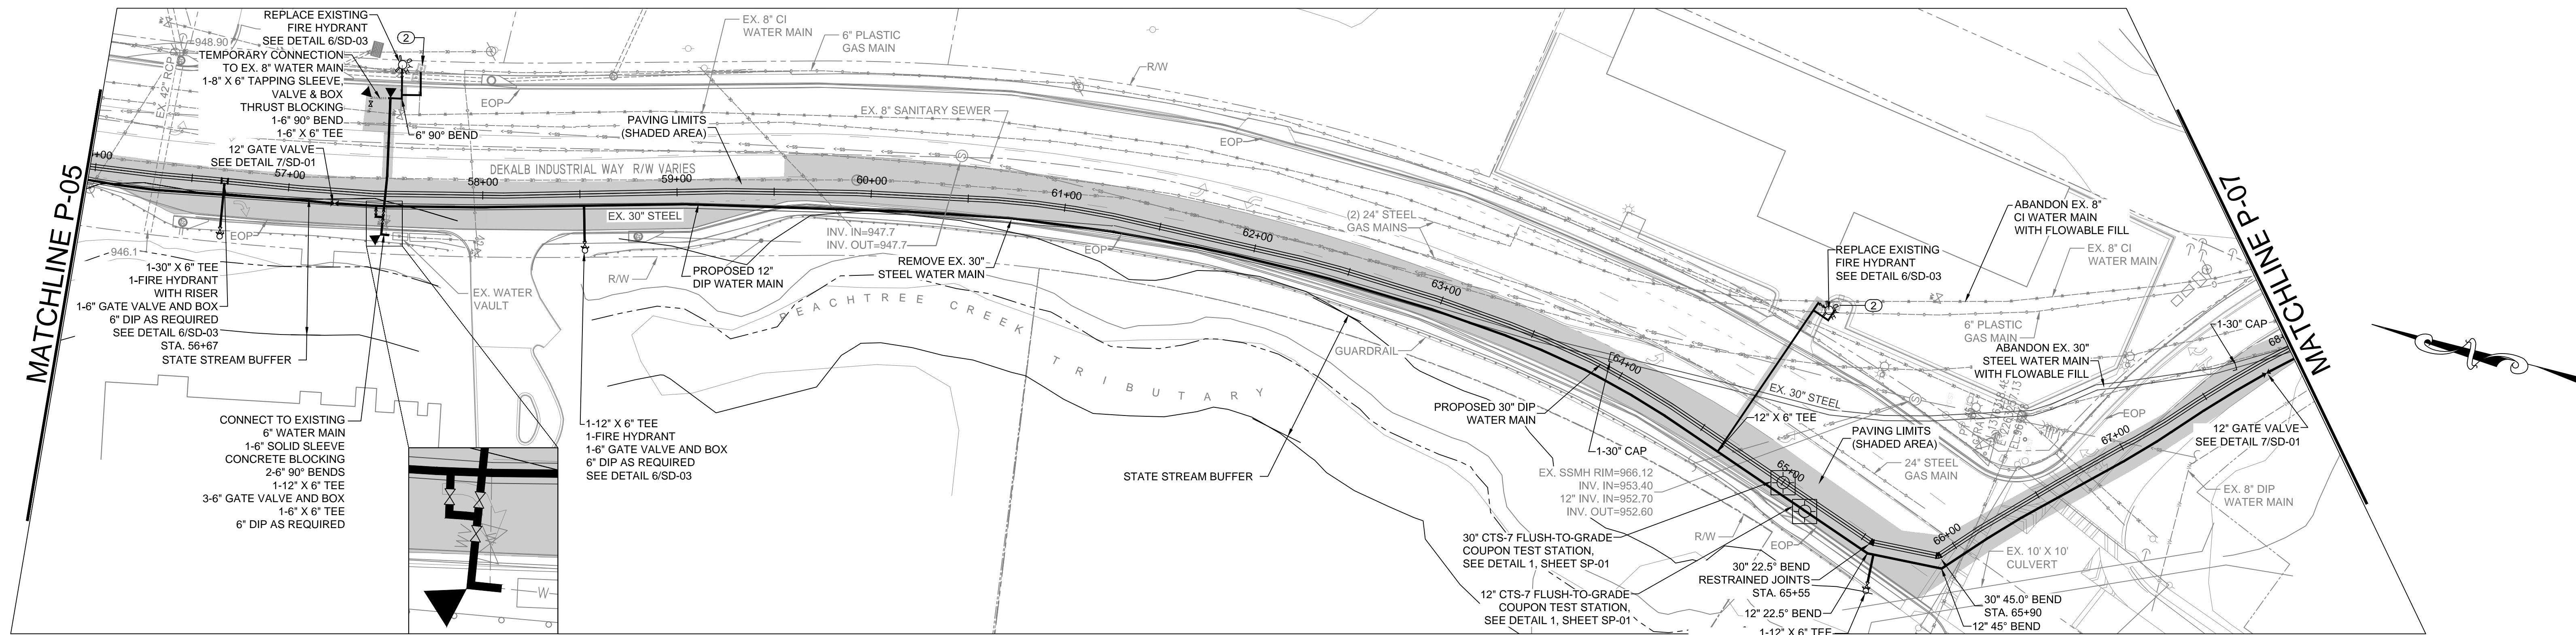 REPLACE EXISTING
FIRE HYDRANT
SEE DETAIL 6/SD-03
948.90
TEMPORARY CONNECTION
TO EX. 8" WATER MAIN
1-8" X 6" TAPPING SLEEVE,
VALVE & BOX
THRUST BLOCKING
1-6" 90° BEND
1-6" X 6" TEE
EX. 42" RCP
2
6" 90° BEND
12" GATE VALVE
SEE DETAIL 7/SD-01
EX. 8" CI
WATER MAIN
6" PLASTIC
GAS MAIN
R/W
EOP
EX. 8" SANITARY SEWER
PAVING LIMITS
(SHADED AREA)
EOP
DEKALB INDUSTRIAL WAY R/W VARIES
MATCHLINE P-05
+00
57+00
58+00
59+00
60+00
61+00
62+00
63+00
64+00
65+00
66+00
67+00
68+
MATCHLINE P-07
EX. 30" STEEL
EOP
946.1
1-30" X 6" TEE
1-FIRE HYDRANT
WITH RISER
1-6" GATE VALVE AND BOX
6" DIP AS REQUIRED
SEE DETAIL 6/SD-03
STA. 56+67
STATE STREAM BUFFER
EX. WATER
VAULT
R/W
PROPOSED 12"
DIP WATER MAIN
INV. IN=947.7
INV. OUT=947.7
REMOVE EX. 30"
STEEL WATER MAIN
EOP
PEACHTREE CREEK TRIBUTARY
(2) 24" STEEL
GAS MAINS
GUARDRAIL
REPLACE EXISTING
FIRE HYDRANT
SEE DETAIL 6/SD-03
2
ABANDON EX. 8"
CI WATER MAIN
WITH FLOWABLE FILL
EX. 8" CI
WATER MAIN
6" PLASTIC
GAS MAIN
1-30" CAP
ABANDON EX. 30"
STEEL WATER MAIN
WITH FLOWABLE FILL
EX. 30" STEEL
PROPOSED 30" DIP
WATER MAIN
12" X 6" TEE
PAVING LIMITS
(SHADED AREA)
EOP
12" GATE VALVE
SEE DETAIL 7/SD-01
CONNECT TO EXISTING
6" WATER MAIN
1-6" SOLID SLEEVE
CONCRETE BLOCKING
2-6" 90° BENDS
1-12" X 6" TEE
3-6" GATE VALVE AND BOX
1-6" X 6" TEE
6" DIP AS REQUIRED
W
1-12" X 6" TEE
1-FIRE HYDRANT
1-6" GATE VALVE AND BOX
6" DIP AS REQUIRED
SEE DETAIL 6/SD-03
STATE STREAM BUFFER
1-30" CAP
EX. SSMH RIM=966.12
INV. IN=953.40
12" INV. IN=952.70
INV. OUT=952.60
24" STEEL
GAS MAIN
EX. 8" DIP
WATER MAIN
R/W
EOP
30" CTS-7 FLUSH-TO-GRADE
COUPON TEST STATION,
SEE DETAIL 1, SHEET SP-01
12" CTS-7 FLUSH-TO-GRADE
COUPON TEST STATION,
SEE DETAIL 1, SHEET SP-01
30" 22.5° BEND
RESTRAINED JOINTS
STA. 65+55
12" 22.5° BEND
1-12" X 6" TEE
EX. 10' X 10'
CULVERT
30" 45.0° BEND
STA. 65+90
12" 45° BEND